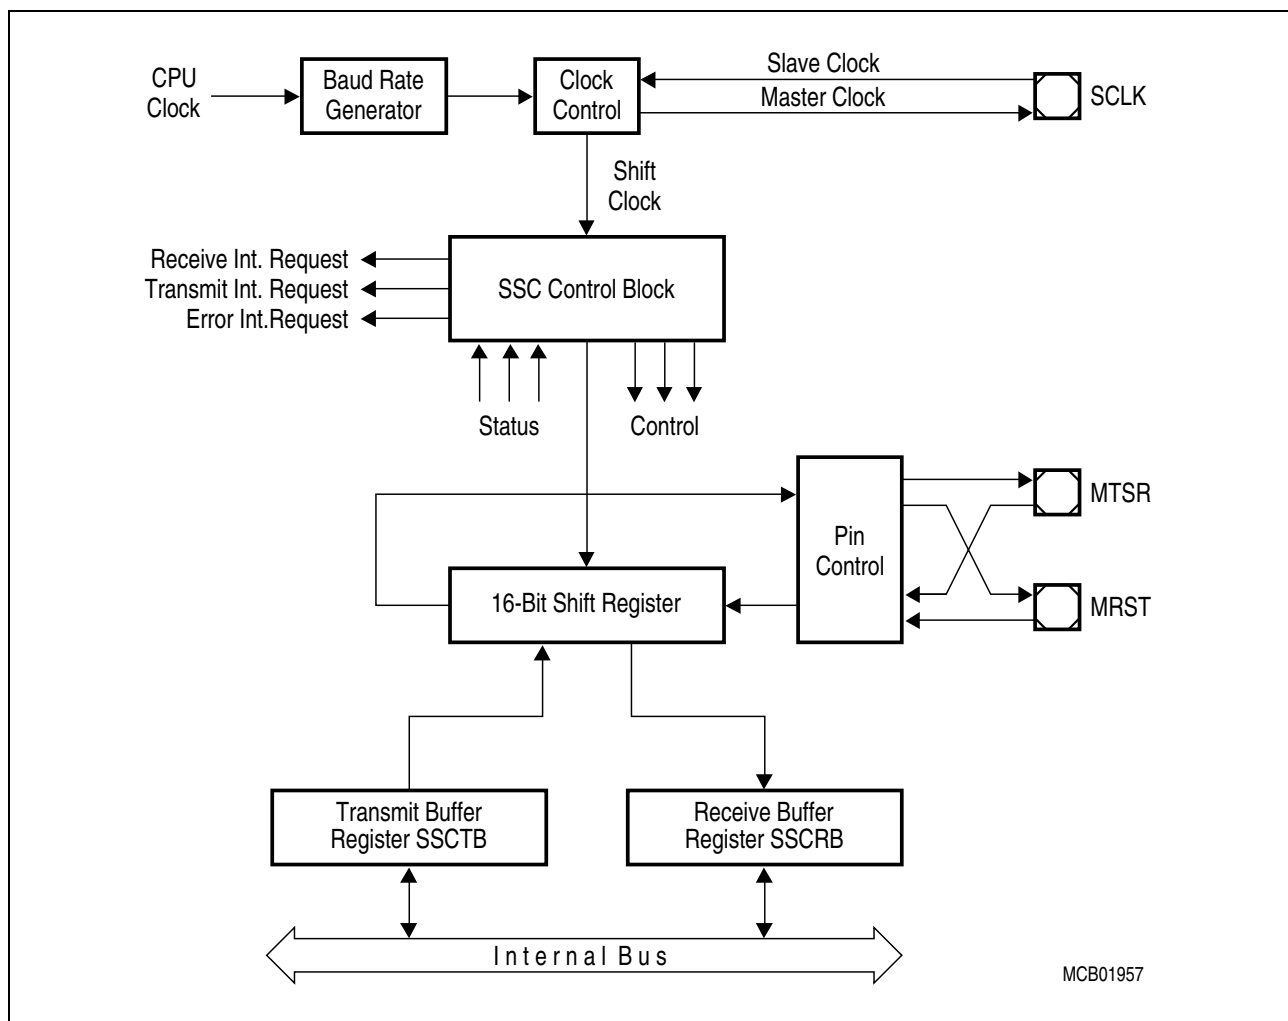 CPU
Clock
Baud Rate
Generator
Clock
Control
Slave Clock
Master Clock
SCLK
Shift
Clock
Receive Int. Request
Transmit Int. Request
Error Int.Request
SSC Control Block
Status
Control
MTSR
Pin
Control
16-Bit Shift Register
MRST
Transmit Buffer
Register SSCTB
Receive Buffer
Register SSCRB
Internal Bus
MCB01957